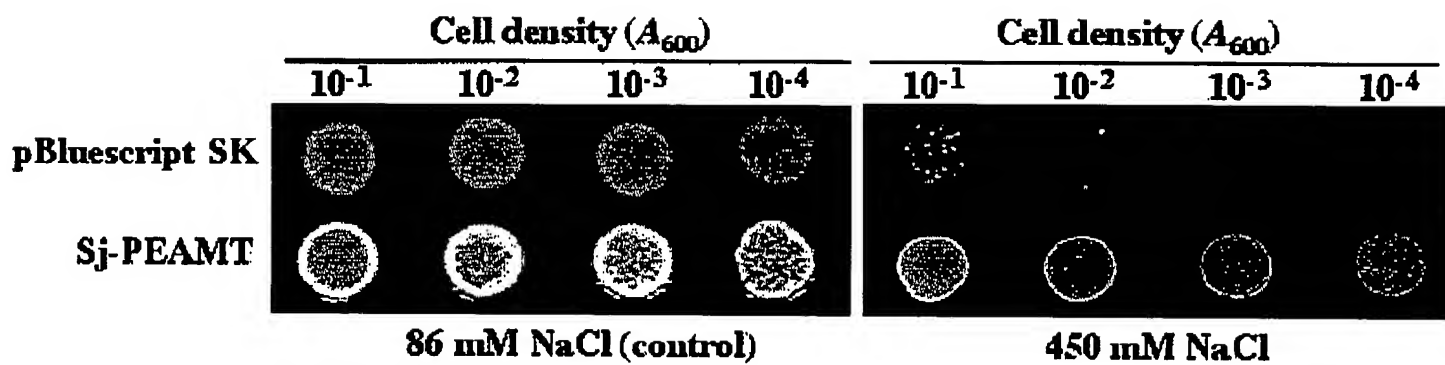 Cell density (A600) Cell density (A600)
10-1 10-2 10-3 10-4 10-1 10-2 10-3 10-4
pBluescript SK
Sj-PEAMT
86 mM NaCl (control) 450 mM NaCl